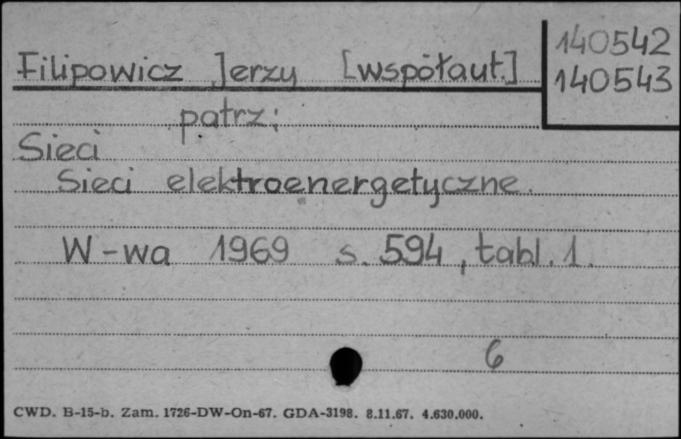 Filipowicz Jerzy [współaut.]
140542
140543
patrz:
Sieci
Sieci elektroenergetyczne.
W-wa 1969 s. 594, tabl. 1.
6
CWD. B-15-b. Zam. 1726-DW-On-67. GDA-3198. 8.11.67. 4.630.000.